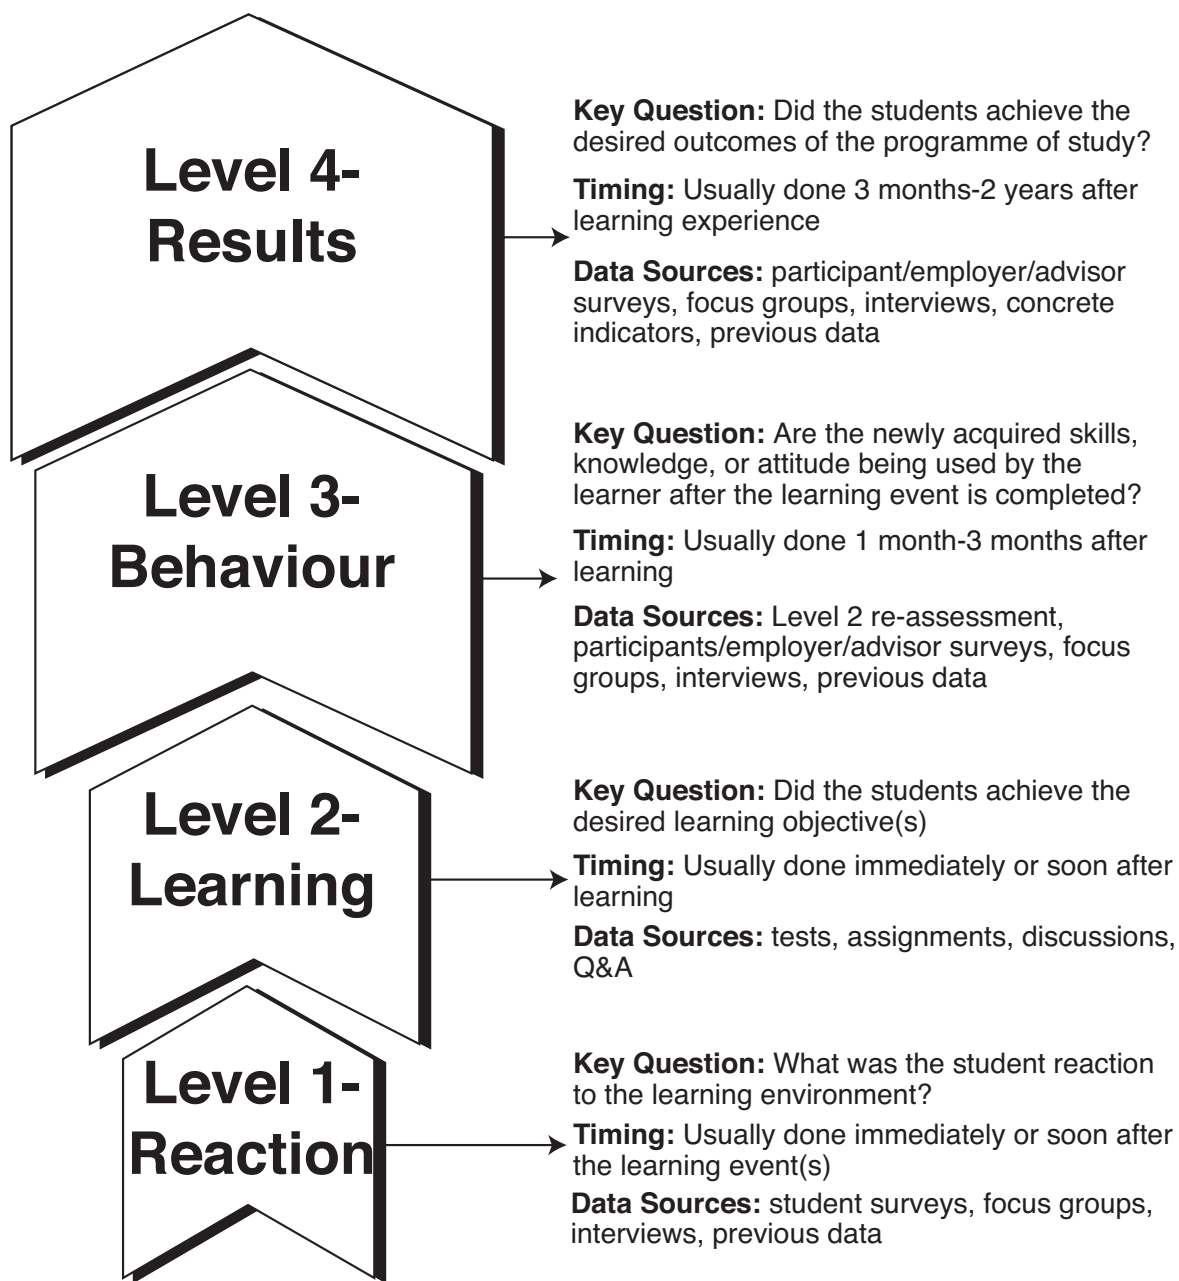 Level 4-
Results
Key Question: Did the students achieve the
desired outcomes of the programme of study?
Timing: Usually done 3 months-2 years after
learning experience
Data Sources: participant/employer/advisor
surveys, focus groups, interviews, concrete
indicators, previous data
Level 3-
Behaviour
Key Question: Are the newly acquired skills,
knowledge, or attitude being used by the
learner after the learning event is completed?
Timing: Usually done 1 month-3 months after
learning
Data Sources: Level 2 re-assessment,
participants/employer/advisor surveys, focus
groups, interviews, previous data
Level 2-
Learning
Key Question: Did the students achieve the
desired learning objective(s)
Timing: Usually done immediately or soon after
learning
Data Sources: tests, assignments, discussions,
Q&A
Level 1-
Reaction
Key Question: What was the student reaction
to the learning environment?
Timing: Usually done immediately or soon after
the learning event(s)
Data Sources: student surveys, focus groups,
interviews, previous data